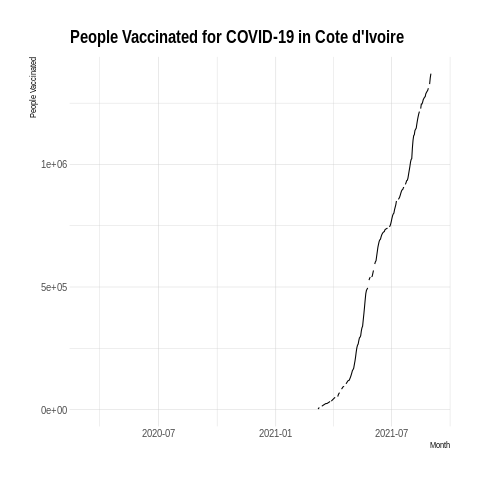 People Vaccinated for COVID-19 in Cote d'Ivoire
People Vaccinated
1e+06
5e+05
0e+00
2020-07
2021-01
2021-07
Month